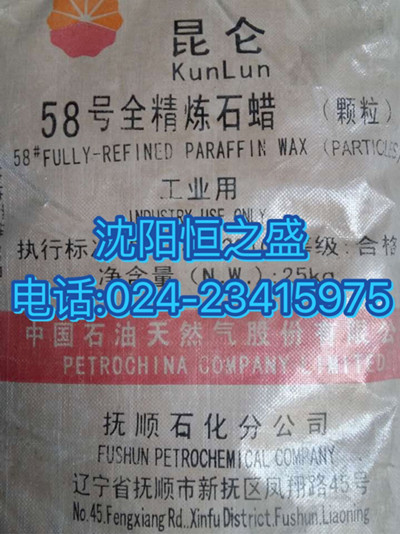 昆仑
KunLun
58号全精炼石蜡（颗粒）
58#FULLY-REFINED PARAFFIN WAX (PARTICLES
工业用
INDUSTRY USE ONLY
执行标 级:合格
沈阳恒之盛
净含量(N.W.):25kg
电话:024-23415975
中国石油天然气股份有限公
PETROCHINA COMPANY LIMITED
抚顺石化分公司
FUSHUN PETROCHEMICAL COMPANY
辽宁省抚顺市新抚区凤翔路45号
No.45.Fengxiang Rd.,Xinfu District,Fushun,Liaoning